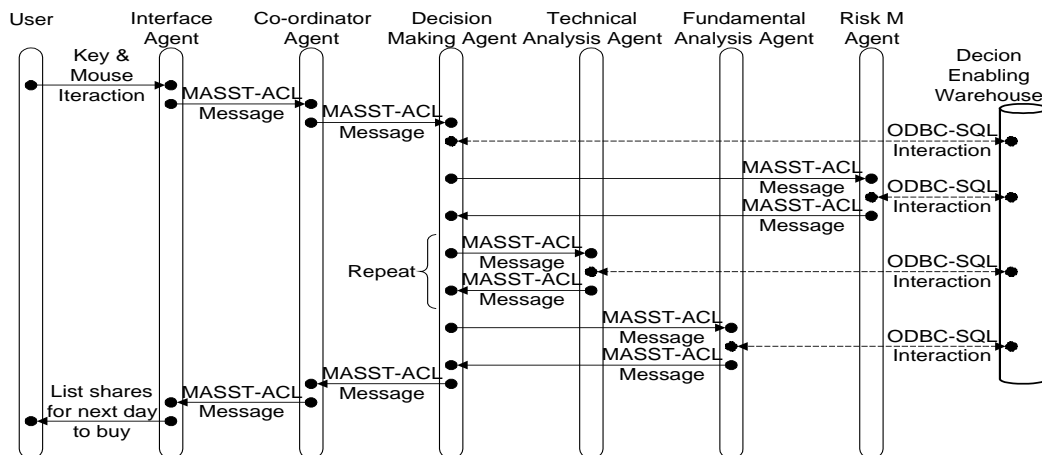 User
Interface
Agent
Co-ordinator
Agent
Decision
Making Agent
Technical
Analysis Agent
Fundamental
Analysis Agent
Risk M
Agent
Decion
Enabling
Warehouse
Key &
Mouse
Iteraction
MASST-ACL
Message
MASST-ACL
Message
ODBC-SQL
Interaction
MASST-ACL
Message
ODBC-SQL
Interaction
MASST-ACL
Message
Repeat
MASST-ACL
Message
ODBC-SQL
Interaction
MASST-ACL
Message
MASST-ACL
Message
ODBC-SQL
Interaction
MASST-ACL
Message
MASST-ACL
Message
MASST-ACL
Message
List shares
for next day
to buy